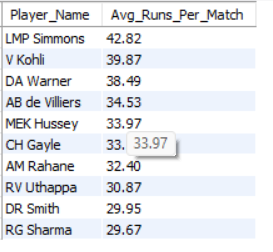 Player_Name Avg_Runs_Per_Match
LMP Simmons 42.82
V Kohli 39.87
DA Warner 38.49
AB de Villiers 34.53
MEK Hussey 33.97
CH Gayle 33. 33.97
AM Rahane 32.40
RV Uthappa 30.87
DR Smith 29.95
RG Sharma 29.67